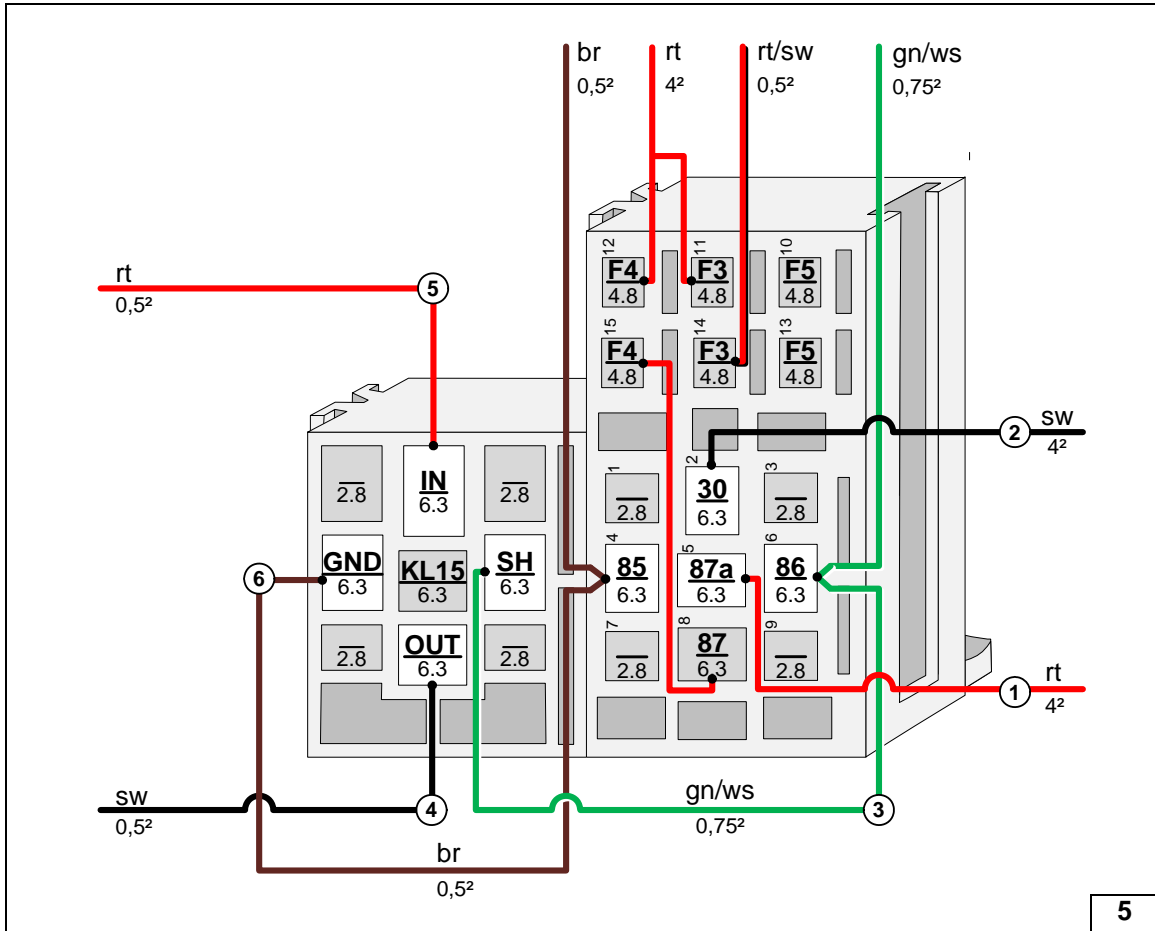 br
0,5²
rt
4²
rt/sw
0,5²
gn/ws
0,75²
12
F4
4.8
11
F3
4.8
10
F5
4.8
rt
0,5²
5
15
F4
4.8
14
F3
4.8
13
F5
4.8
2
sw
4²
2.8
IN
6.3
2.8
1
2.8
2
30
6.3
3
2.8
6
GND
6.3
KL15
6.3
SH
6.3
4
85
6.3
5
87a
6.3
6
86
6.3
2.8
OUT
6.3
2.8
7
2.8
8
87
6.3
9
2.8
1
rt
4²
sw
0,5²
4
gn/ws
0,75²
3
br
0,5²
5